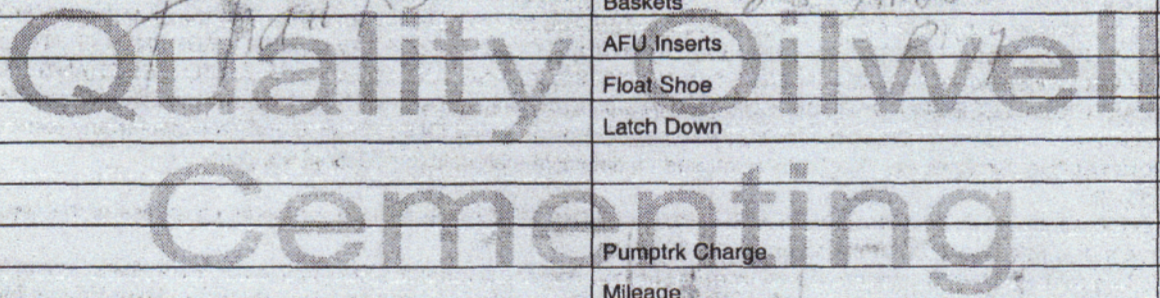 Baskets
Quality Oilwell
AFU Inserts
Float Shoe
Latch Down
Cementing
Pumptrk Charge
Mileage